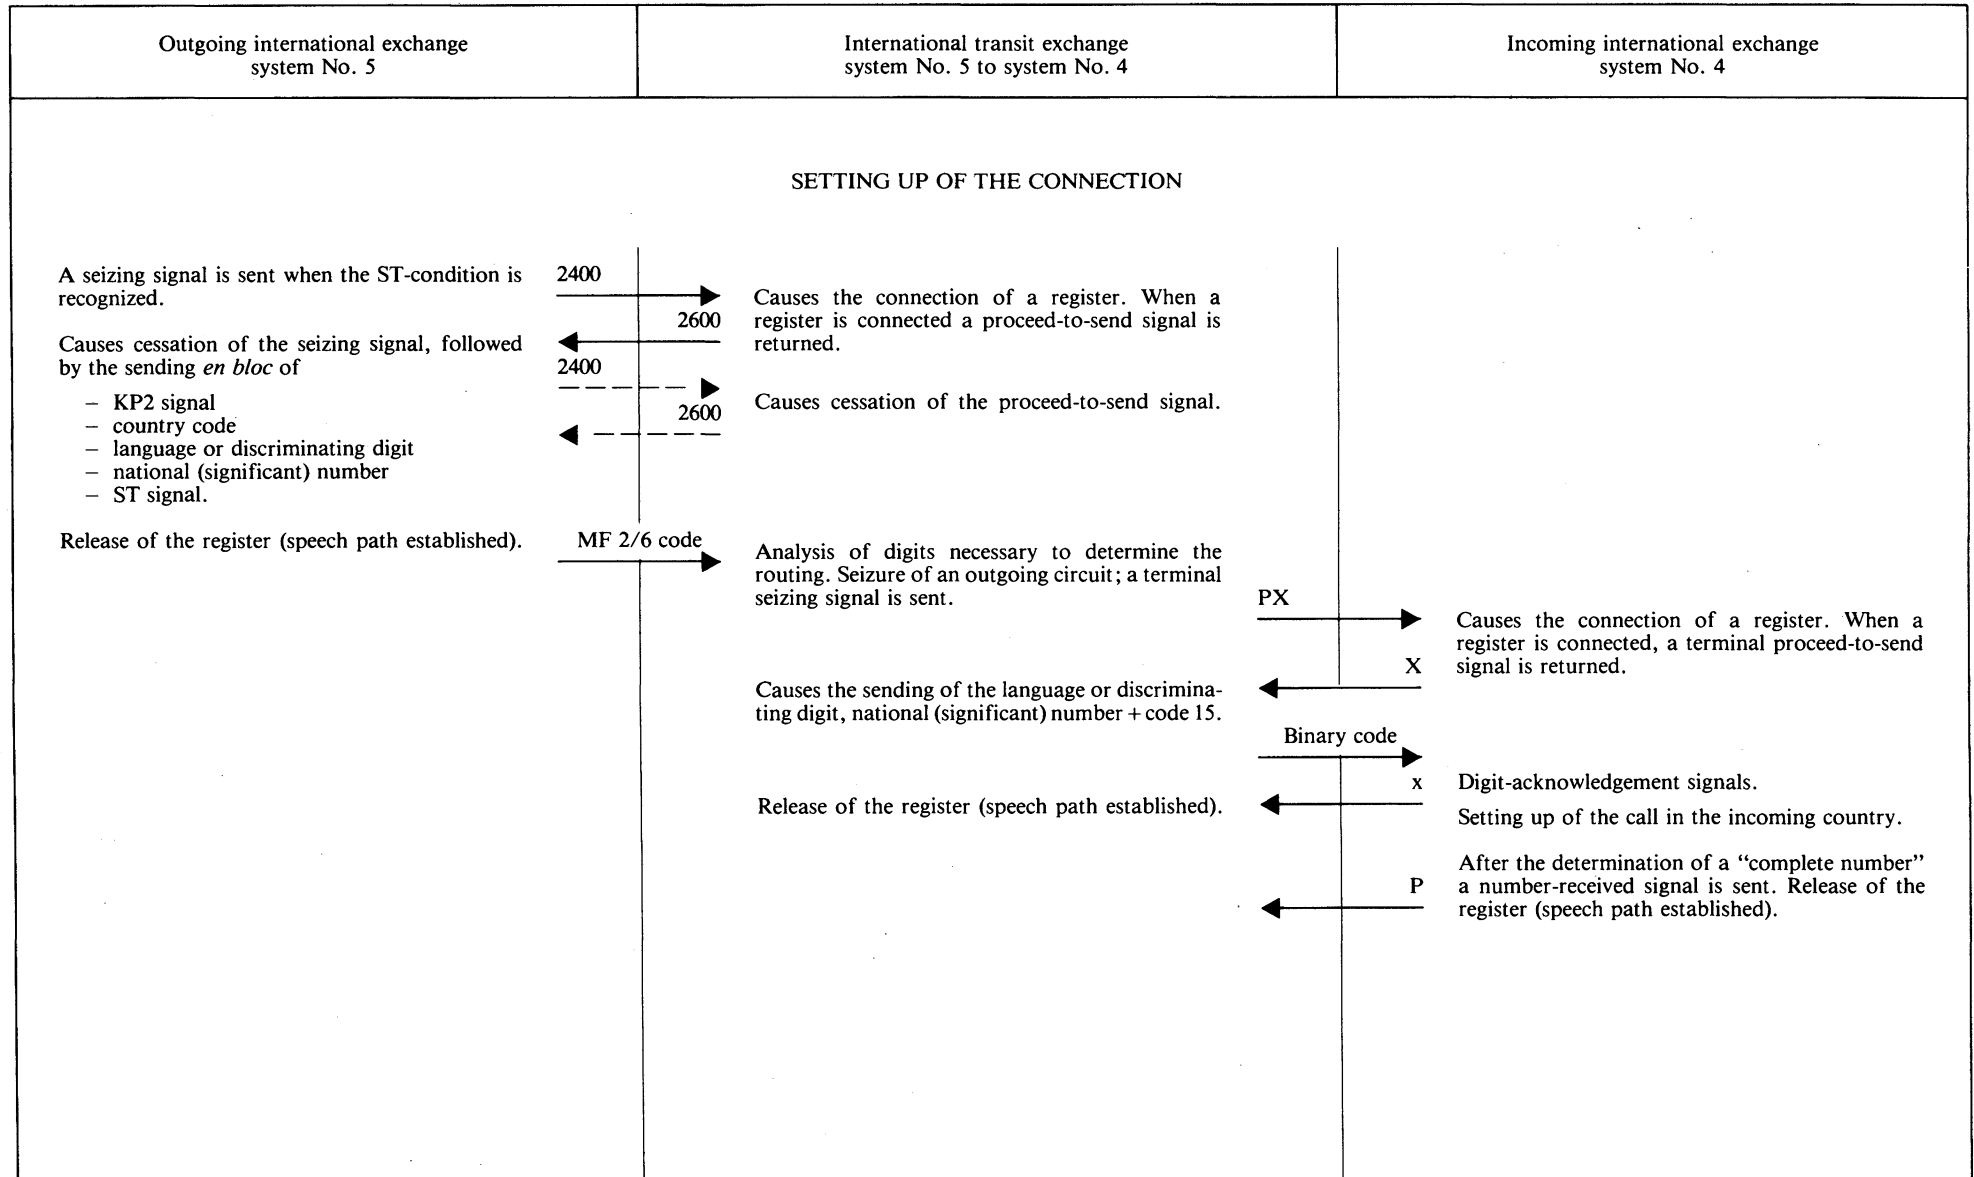 Outgoing international exchange
system No. 5
International transit exchange
system No. 5 to system No. 4
Incoming international exchange
system No. 4
SETTING UP OF THE CONNECTION
A seizing signal is sent when the ST-condition is
recognized.
2400
Causes the connection of a register. When a
register is connected a proceed-to-send signal is
returned.
2600
Causes cessation of the seizing signal, followed
by the sending en bloc of
2400
– KP2 signal
– country code
– language or discriminating digit
– national (significant) number
– ST signal.
Causes cessation of the proceed-to-send signal.
2600
Release of the register (speech path established).
MF 2/6 code
Analysis of digits necessary to determine the
routing. Seizure of an outgoing circuit; a terminal
seizing signal is sent.
PX
Causes the connection of a register. When a
register is connected, a terminal proceed-to-send
signal is returned.
X
Causes the sending of the language or discrimina-
ting digit, national (significant) number + code 15.
Binary code
x
Digit-acknowledgement signals.
Release of the register (speech path established).
Setting up of the call in the incoming country.
After the determination of a “complete number”
a number-received signal is sent. Release of the
register (speech path established).
P